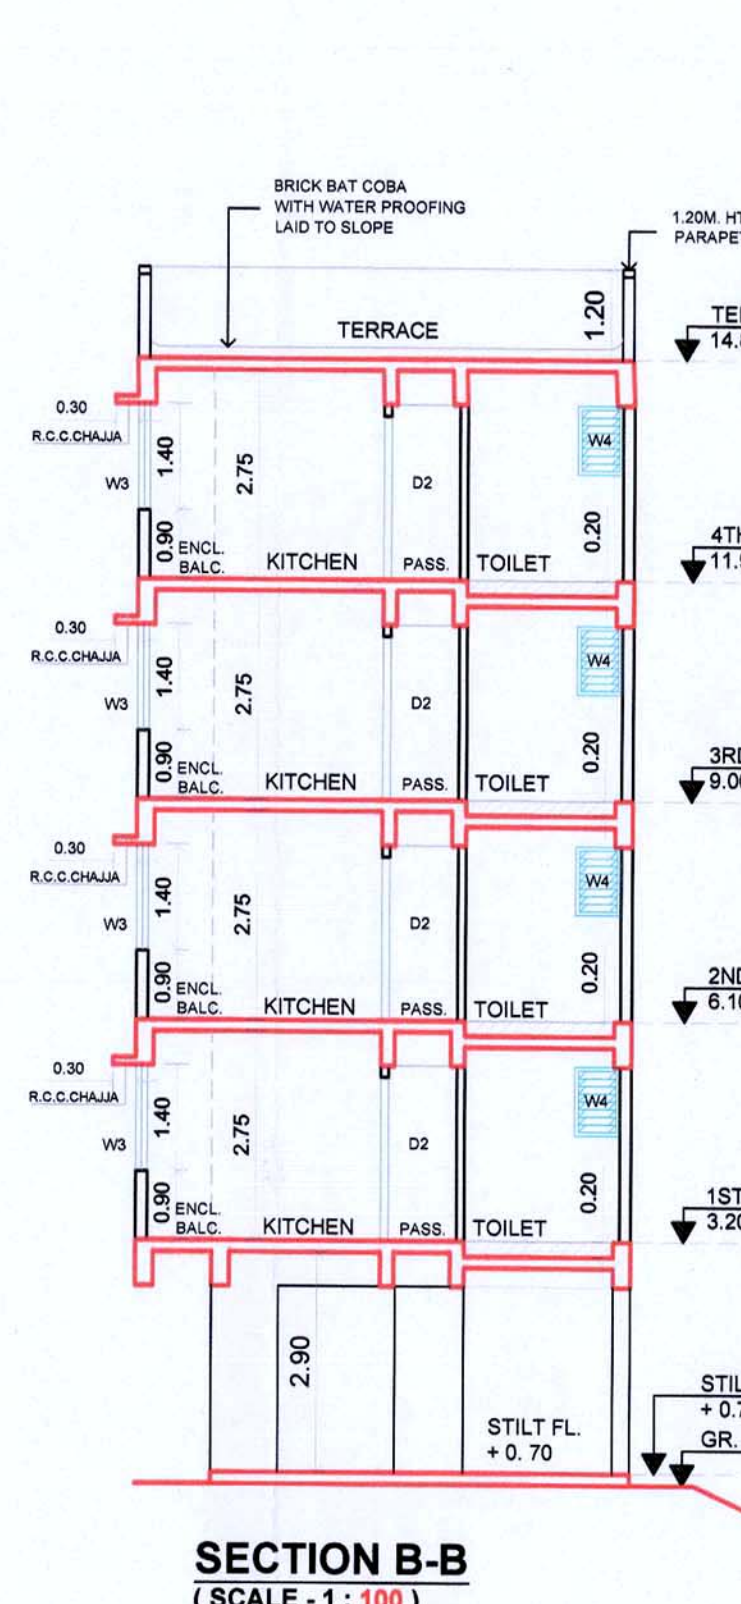 BRICK BAT COBA
WITH WATER PROOFING
LAID TO SLOPE
1.20M.
TERRACE
1.20
0.30
R.C.C.CHAJJA
W3
1.40
0.90
2.75
ENCL.
BALC.
KITCHEN
D2
PASS.
TOILET
W4
0.20
0.30
R.C.C.CHAJJA
W3
1.40
0.90
2.75
ENCL.
BALC.
KITCHEN
D2
PASS.
TOILET
W4
0.20
3RD
0.30
R.C.C.CHAJJA
W3
1.40
0.90
2.75
ENCL.
BALC.
KITCHEN
D2
PASS.
TOILET
W4
0.20
2ND
6.10
0.30
R.C.C.CHAJJA
W3
1.40
0.90
2.75
ENCL.
BALC.
KITCHEN
D2
PASS.
TOILET
W4
0.20
1ST
3.20
2.90
STILT FL.
+ 0. 70
GR.
SECTION B-B
( SCALE - 1 : 100 )